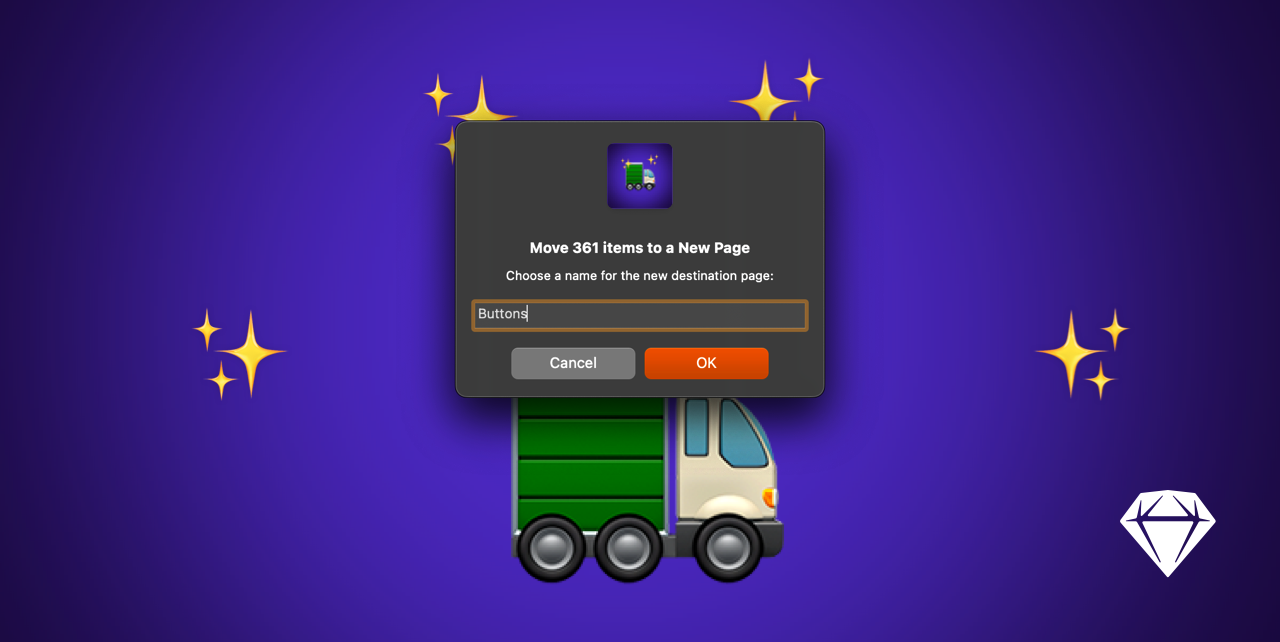 Move 361 items to a New Page
Choose a name for the new destination page:
Buttons
Cancel
OK